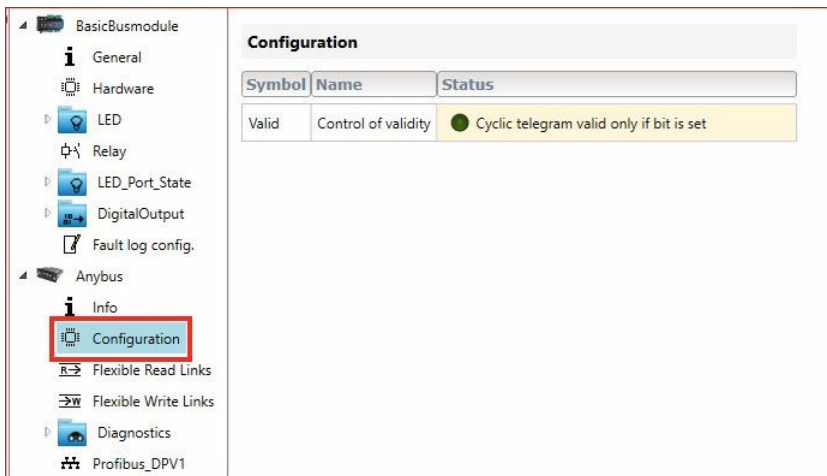 BasicBusmodule
General
Hardware
LED
Relay
LED_Port_State
DigitalOutput
Fault log config.
Anybus
Info
Configuration
R
Flexible Read Links
W
Flexible Write Links
Diagnostics
Profibus_DPV1
Configuration
Symbol Name Status
Valid Control of validity Cyclic telegram valid only if bit is set